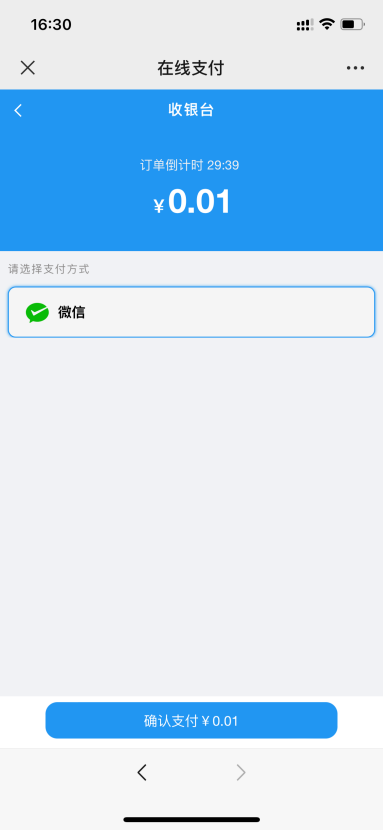 16:30
在线支付
收银台
订单倒计时 29:39
¥0.01
请选择支付方式
微信
确认支付¥0.01